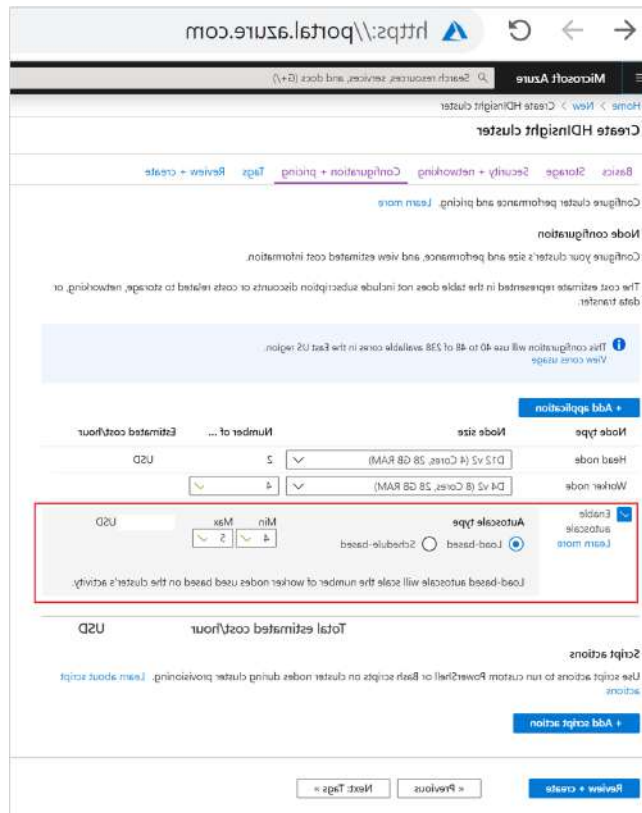 https://portal.azure.com
Microsoft Azure
Search resources, services, and docs (G+/)
Home > New > Create HDInsight cluster
Create HDInsight cluster
Basics Storage Security + networking Configuration + pricing Tags Review + create
Configure cluster performance and pricing. Learn more
Node configuration
Configure your cluster's size and performance, and view estimated cost information.
The cost estimate represented in the table does not include subscription discounts or costs related to storage, networking, or
data transfer.
This configuration will use 40 to 48 of 238 available cores in the East US region.
View cores usage
+ Add application
Node type Node size Number of ... Estimated cost/hour
Head node D12 v2 (4 Cores, 28 GB RAM) 2 USD
Worker node D4 v2 (8 Cores, 28 GB RAM) 4
Enable autoscale
Learn more
Autoscale type Min Max USD
Load-based Schedule-based 4 5
Load-based autoscale will scale the number of worker nodes used based on the cluster's activity.
Total estimated cost/hour USD
Script actions
Use script actions to run custom PowerShell or Bash scripts on cluster nodes during cluster provisioning. Learn about script
actions
+ Add script action
Review + create « Previous Next: Tags »